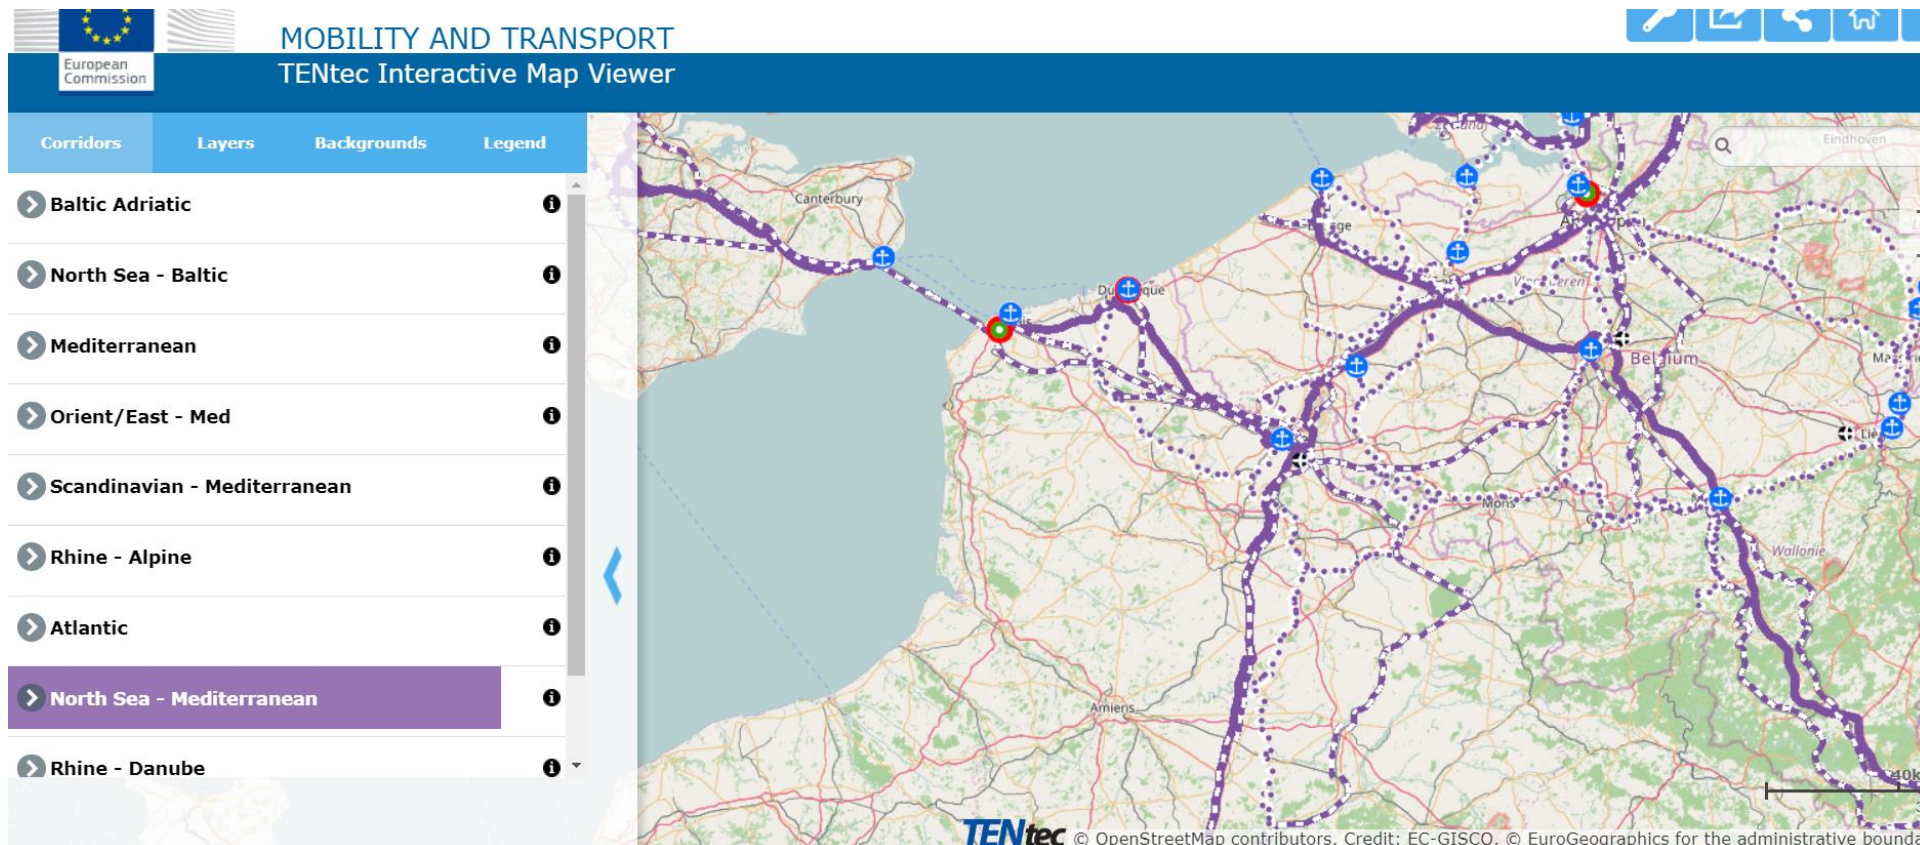 European
Commission
MOBILITY AND TRANSPORT
TENtec Interactive Map Viewer
Corridors
Layers
Backgrounds
Legend
Baltic Adriatic
North Sea - Baltic
Mediterranean
Orient/East - Med
Scandinavian - Mediterranean
Rhine - Alpine
Atlantic
North Sea - Mediterranean
Rhine - Danube
Canterbury
Eindhoven
Belgium
Mons
Wallonie
Amiens
TENtec © OpenStreetMap contributors, Credit: EC-GISCO, © EuroGeographics for the administrative bounda